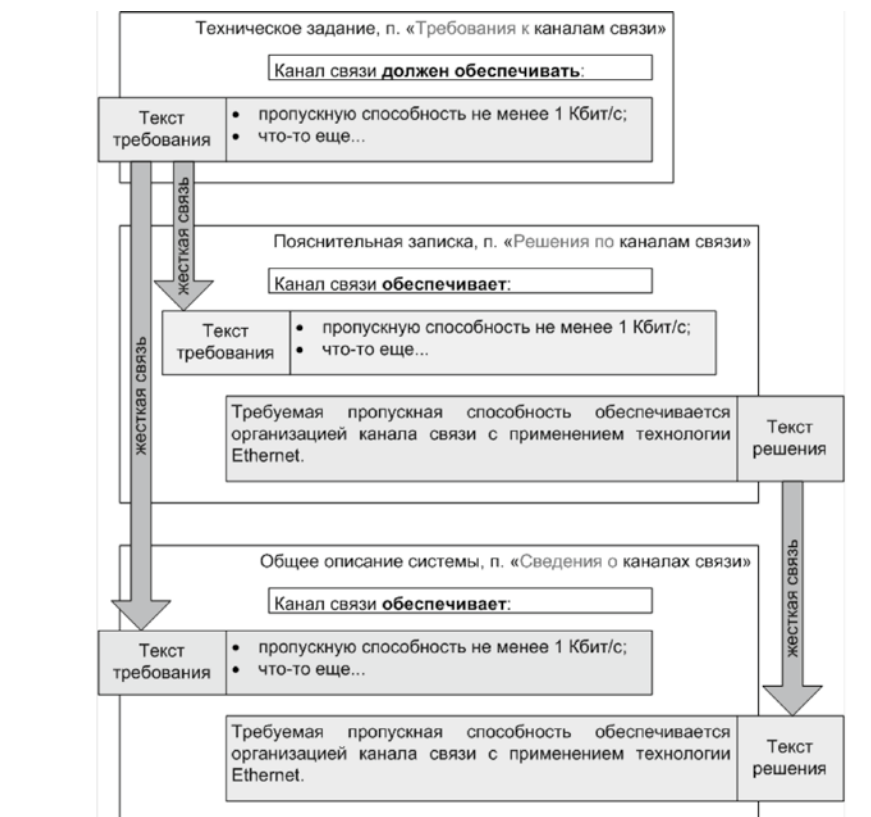 Техническое задание, п. «Требования к каналам связи»
Канал связи должен обеспечивать:
Текст
требования
• пропускную способность не менее 1 Кбит/с;
• что-то еще...
жесткая связь
жесткая связь
Пояснительная записка, п. «Решения по каналам связи»
Канал связи обеспечивает:
Текст
требования
• пропускную способность не менее 1 Кбит/с;
• что-то еще...
Требуемая пропускная способность обеспечивается
организацией канала связи с применением технологии
Ethernet.
Текст
решения
жесткая связь
Общее описание системы, п. «Сведения о каналах связи»
Канал связи обеспечивает:
Текст
требования
• пропускную способность не менее 1 Кбит/с;
• что-то еще...
Требуемая пропускная способность обеспечивается
организацией канала связи с применением технологии
Ethernet.
Текст
решения